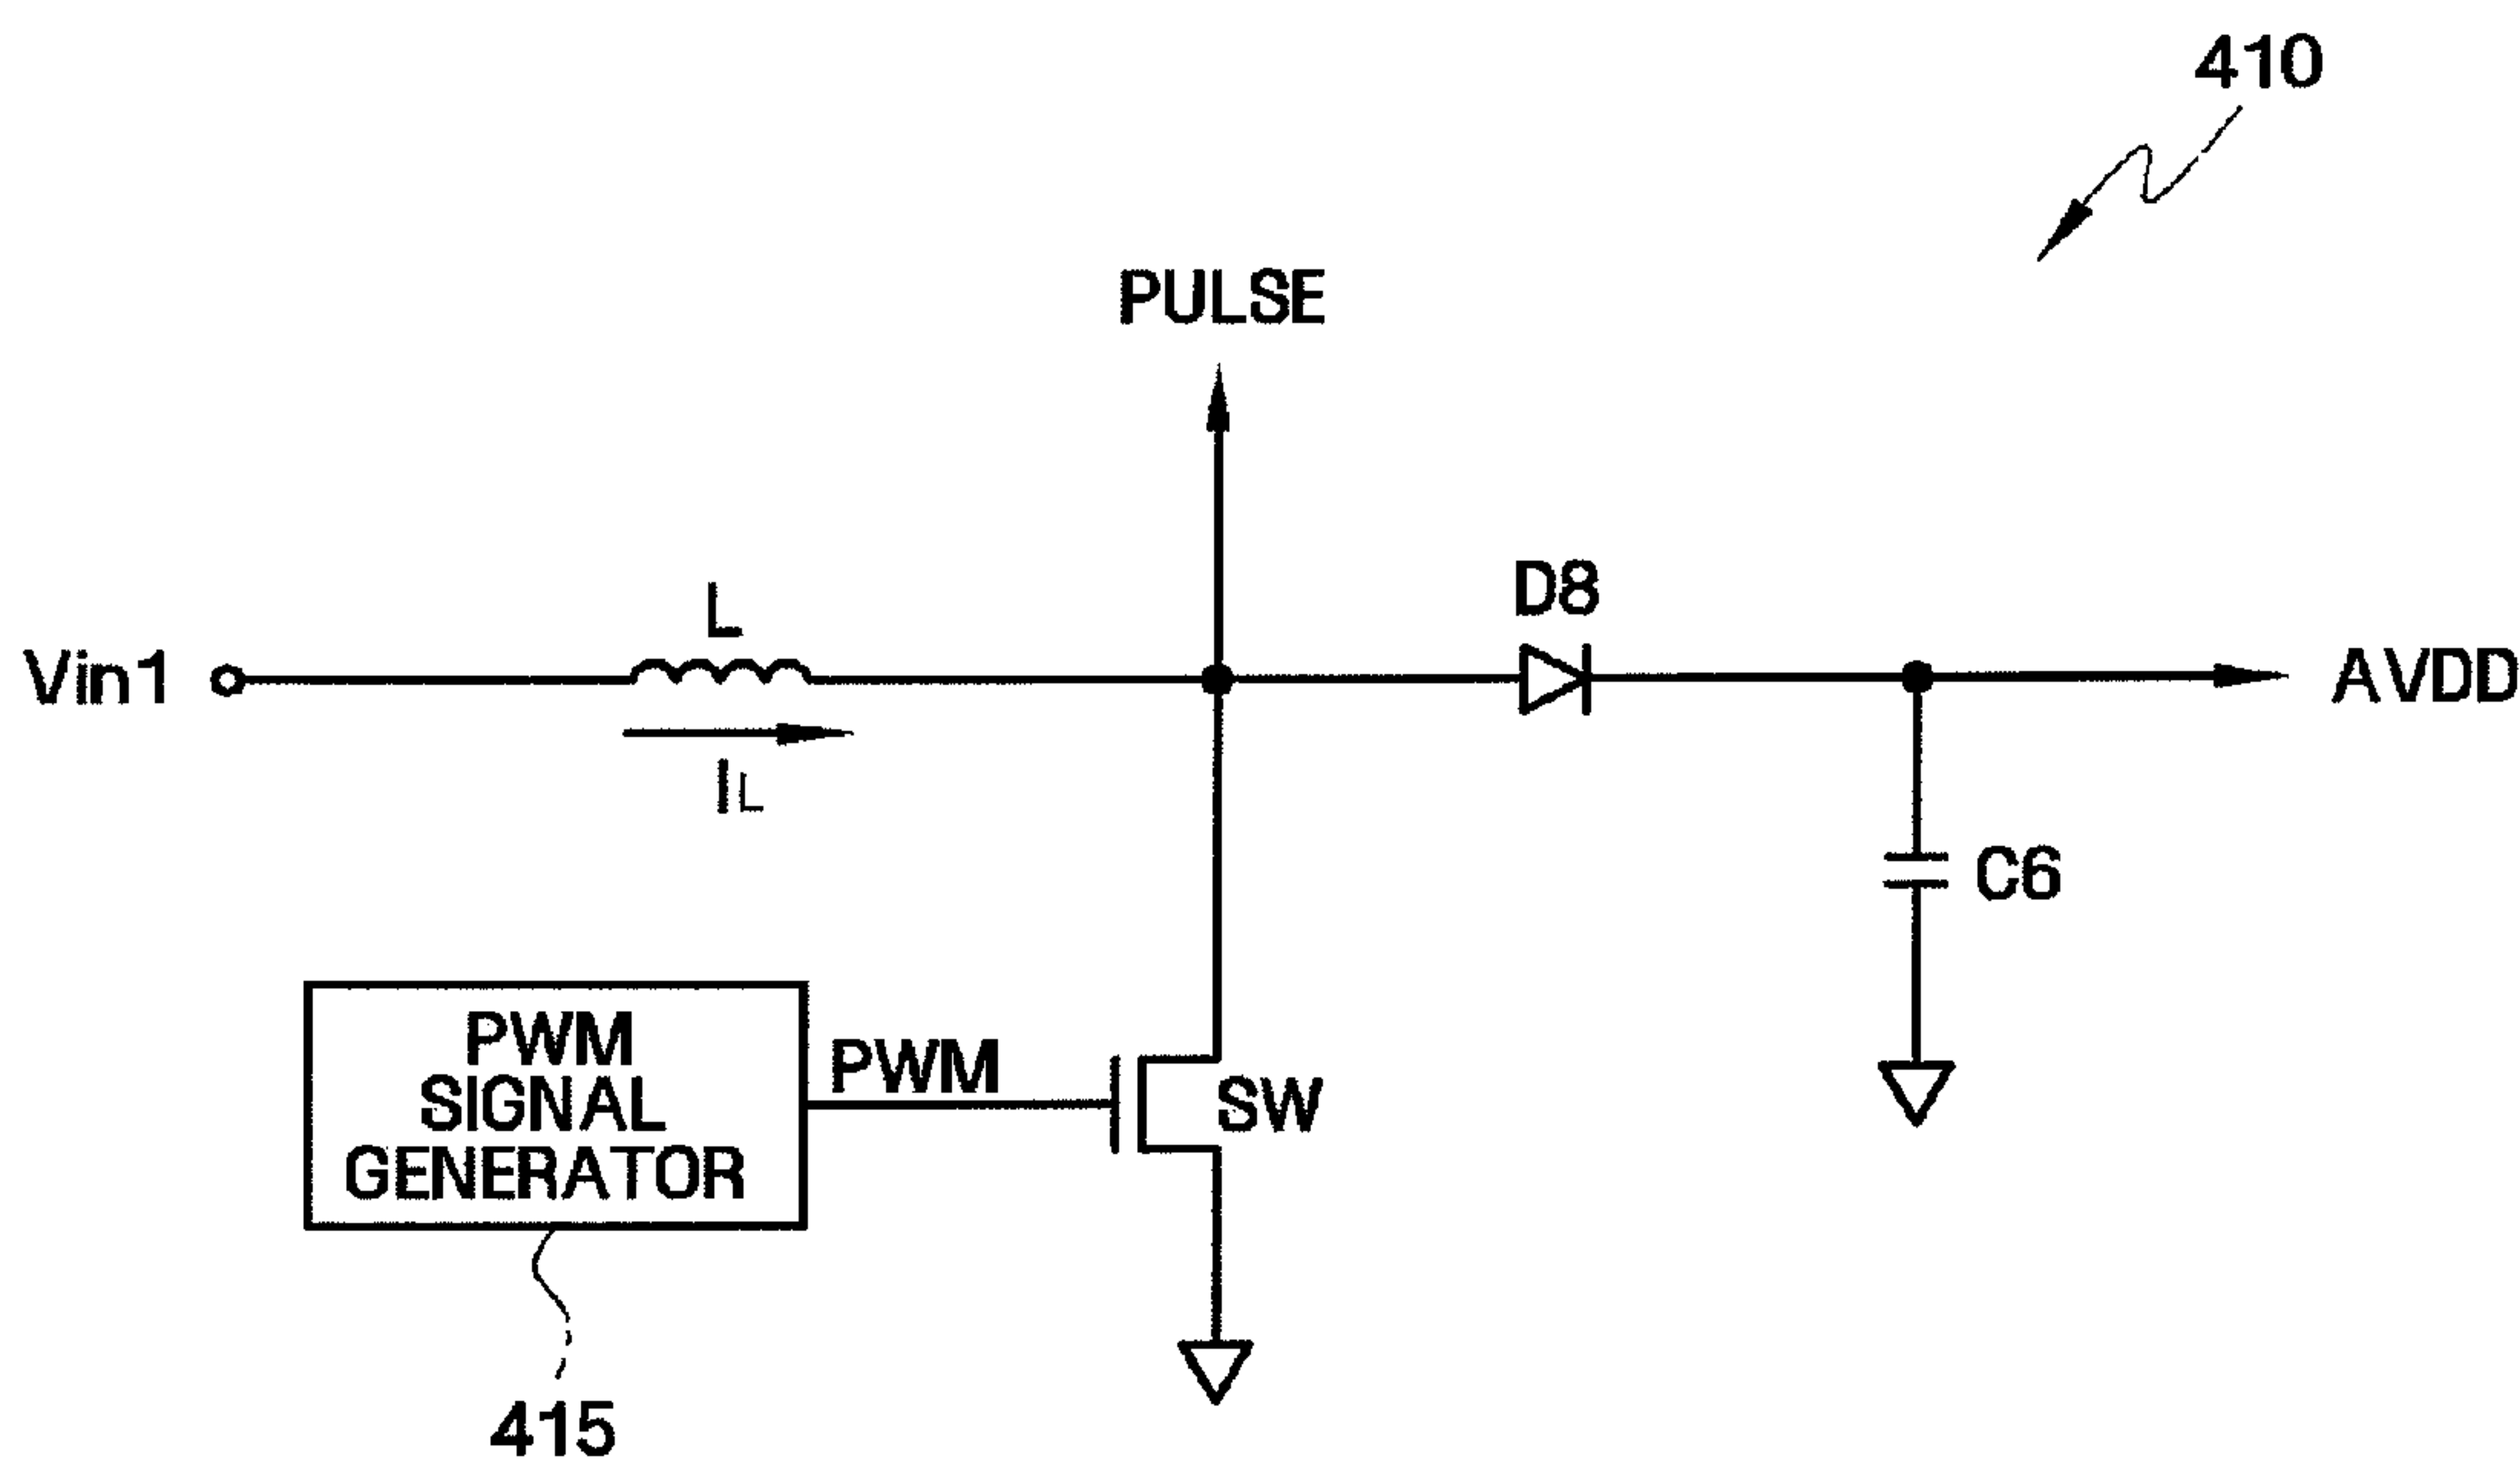 410
PULSE
D8
L
Vin1
AVDD
IL
C6
PWM
SIGNAL
GENERATOR
PWM
SW
415